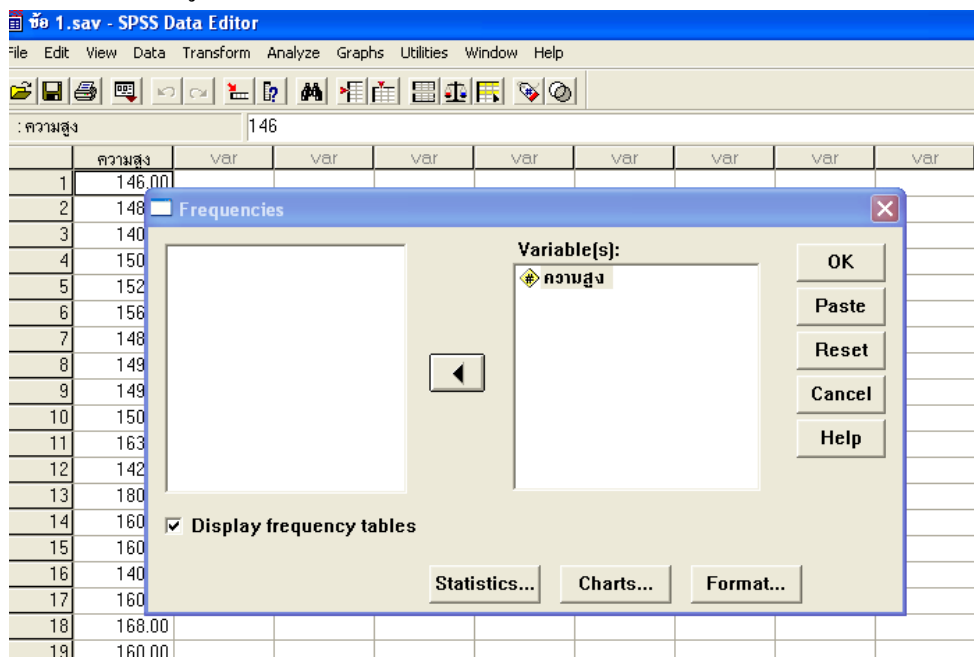 ข้อ 1.sav - SPSS Data Editor
File Edit View Data Transform Analyze Graphs Utilities Window Help
: ความสูง 146
ความสูง var var var var var var var var
1 146.00
2 148
3 140
4 150
5 152
6 156
7 148
8 149
9 149
10 150
11 163
12 142
13 180
14 160
15 160
16 140
17 160
18 168.00
19 160.00
Frequencies
Variable(s):
ความสูง
OK
Paste
Reset
Cancel
Help
Display frequency tables
Statistics... Charts... Format...